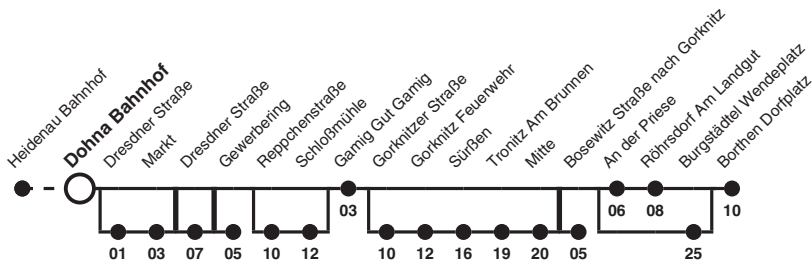 Heidenau Bahnhof
Dohna Bahnhof
Dresdner Straße
Markt
Dresdner Straße
Gewerbering
Reppchenstraße
Schloßmühle
Gamig Gut Gamig
Gorknitzer Straße
Gorknitz Feuerwehr
Sürßen
Tronitz Am Brunnen
Mitte
Bosewitz Straße nach Gorknitz
An der Priese
Röhrsdorf Am Landgut
Burgstädtel Wendeplatz
Borthen Dorfplatz
03 06 08 10
01 03 07 05 10 12 10 12 16 19 20 05 25